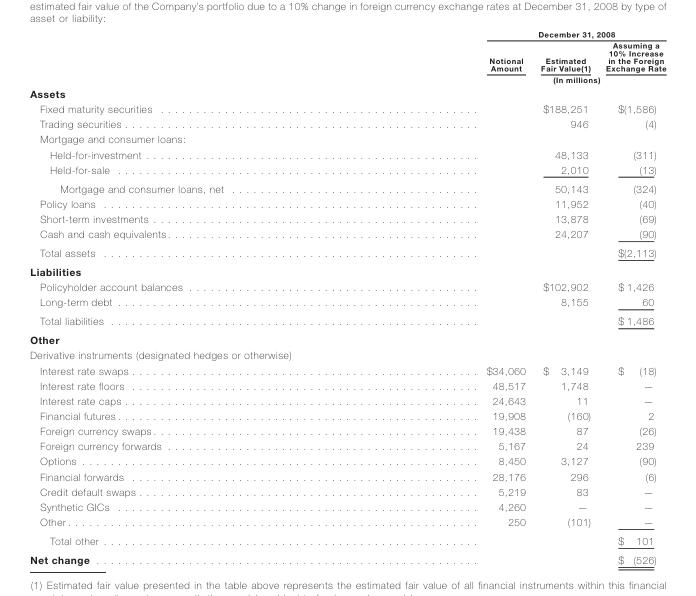 estimated fair value of the Company's portfolio due to a 10% change in foreign currency exchange rates at December 31, 2008 by type of
asset or liability:
December 31, 2008
Assuming a
10% Increase
Notional Estimated in the Foreign
Amount Fair Value(1) Exchange Rate
(In millions)
Assets
Fixed maturity securities $188,251 $(1,586)
Trading securities 946 (4)
Mortgage and consumer loans:
Held-for-investment 48,133 (311)
Held-for-sale 2,010 (13)
Mortgage and consumer loans, net 50,143 (324)
Policy loans 11,952 (40)
Short-term investments 13,878 (69)
Cash and cash equivalents 24,207 (90)
Total assets $(2,113)
Liabilities
Policyholder account balances $102,902 $ 1,426
Long-term debt 8,155 60
Total liabilities $ 1,486
Other
Derivative instruments (designated hedges or otherwise)
Interest rate swaps $34,060 $ 3,149 $ (18)
Interest rate floors 48,517 1,748 —
Interest rate caps 24,643 11 —
Financial futures 19,908 (160) 2
Foreign currency swaps 19,438 87 (26)
Foreign currency forwards 5,167 24 239
Options 8,450 3,127 (90)
Financial forwards 28,176 296 (6)
Credit default swaps 5,219 83 —
Synthetic GICs 4,260 — —
Other 250 (101) —
Total other $ 101
Net change $ (526)
(1) Estimated fair value presented in the table above represents the estimated fair value of all financial instruments within this financial